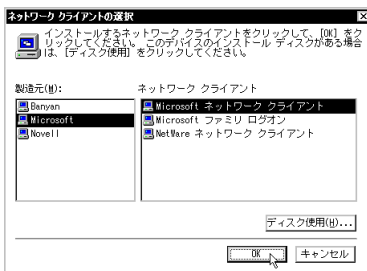 ネットワーク クライアントの選択
インストールするネットワーク クライアントをクリックして、[OK] をク
リックしてください。 このデバイスのインストール ディスクがある場合
は、[ディスク使用] をクリックしてください。
製造元(M):
Banyan
Microsoft
Novell
ネットワーク クライアント
Microsoft ネットワーク クライアント
Microsoft ファミリ ログオン
NetWare ネットワーク クライアント
ディスク使用(H)...
OK
キャンセル